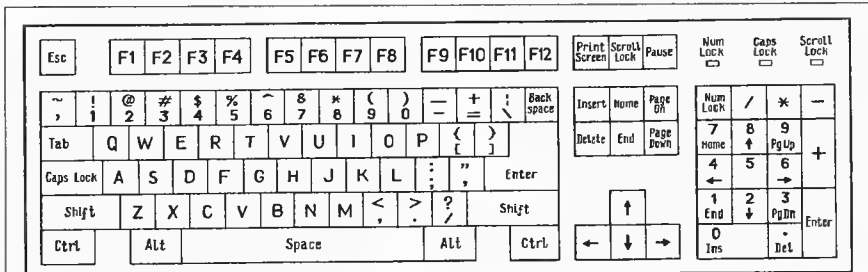 Esc F1 F2 F3 F4 F5 F6 F7 F8 F9 F10 F11 F12 Print Screen Scroll Lock Pause Num Lock Caps Lock Scroll Lock
~ ! @ # $ % ⌒ & * ( ) — + ¦ Back space Insert Home Page On Num Lock / * −
, 1 2 3 4 5 6 7 8 9 0 − = \
Tab Q W E R T V U I O P { [ } ] Delete End Page Down 7 Home 8 ↑ 9 PgUp +
Caps Lock A S D F G H J K L : ; " , Enter 4 ← 5 6 →
Shift Z X C V B N M < , > . ? / Shift ↑ 1 End 2 ↓ 3 PgDn Enter
Ctrl Alt Space Alt Ctrl ← ↓ → 0 Ins . Del